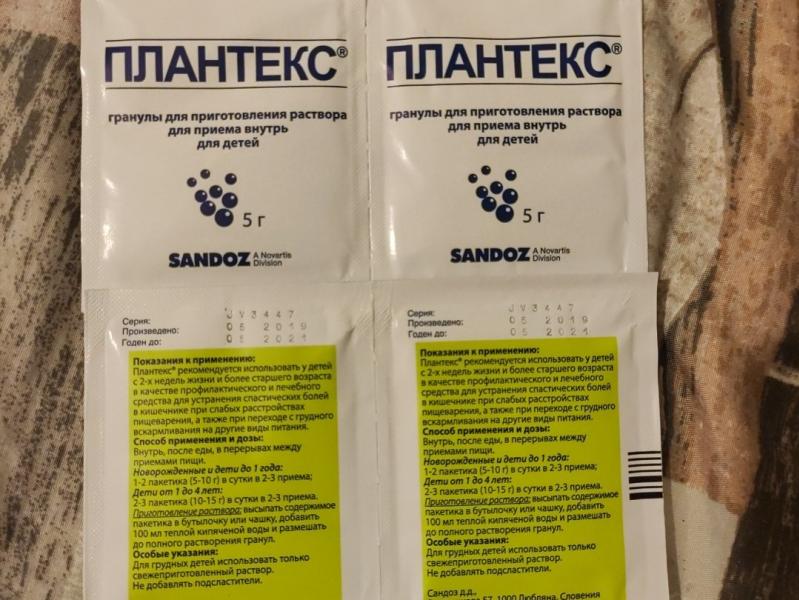 ПЛАНТЕКС®
гранулы для приготовления раствора
для приема внутрь
для детей
5 г
SANDOZ A Novartis
Division
ПЛАНТЕКС®
гранулы для приготовления раствора
для приема внутрь
для детей
5 г
SANDOZ A Novartis
Division
Серия: JV3447
Произведено: 05 2019
Годен до: 05 2021
Показания к применению:
Плантекс® рекомендуется использовать у детей
с 2-х недель жизни и более старшего возраста
в качестве профилактического и лечебного
средства для устранения спастических болей
в кишечнике при слабых расстройствах
пищеварения, а также при переходе с грудного
вскармливания на другие виды питания.
Способ применения и дозы:
Внутрь, после еды, в перерывах между
приемами пищи.
Новорожденные и дети до 1 года:
1-2 пакетика (5-10 г) в сутки в 2-3 приема;
Дети от 1 до 4 лет:
2-3 пакетика (10-15 г) в сутки в 2-3 приема.
Приготовление раствора: высыпать содержимое
пакетика в бутылочку или чашку, добавить
100 мл теплой кипяченой воды и размешать
до полного растворения гранул.
Особые указания:
Для грудных детей использовать только
свежеприготовленный раствор.
Не добавлять подсластители.
Серия: JV3447
Произведено: 05 2019
Годен до: 05 2021
Показания к применению:
Плантекс® рекомендуется использовать у детей
с 2-х недель жизни и более старшего возраста
в качестве профилактического и лечебного
средства для устранения спастических болей
в кишечнике при слабых расстройствах
пищеварения, а также при переходе с грудного
вскармливания на другие виды питания.
Способ применения и дозы:
Внутрь, после еды, в перерывах между
приемами пищи.
Новорожденные и дети до 1 года:
1-2 пакетика (5-10 г) в сутки в 2-3 приема;
Дети от 1 до 4 лет:
2-3 пакетика (10-15 г) в сутки в 2-3 приема.
Приготовление раствора: высыпать содержимое
пакетика в бутылочку или чашку, добавить
100 мл теплой кипяченой воды и размешать
до полного растворения гранул.
Особые указания:
Для грудных детей использовать только
свежеприготовленный раствор.
Не добавлять подсластители.
Сандоз д.д.,
57, 1000 Любляна, Словения